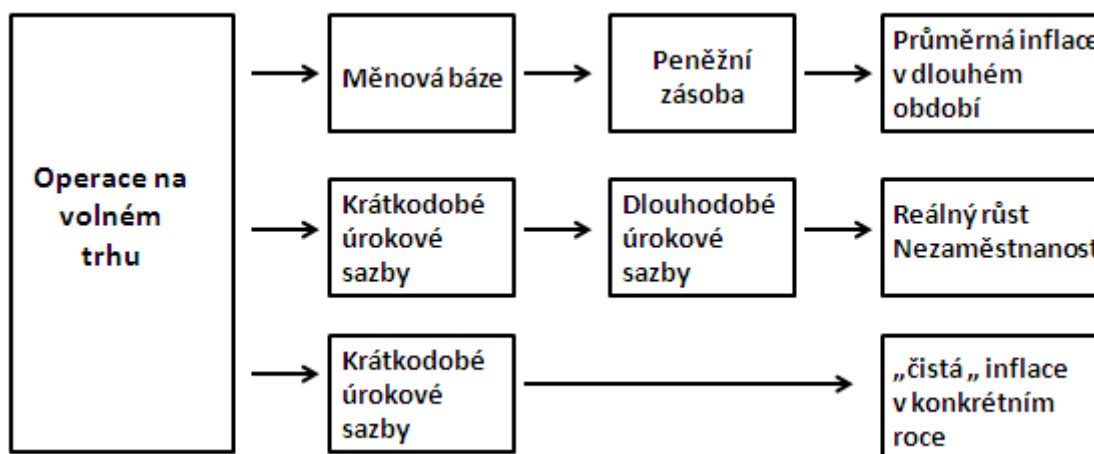 Operace na
volném
trhu
Měnová báze
Peněžní
zásoba
Průměrná inflace
v dlouhém
období
Krátkodobé
úrokové
sazby
Dlouhodobé
úrokové
sazby
Reálný růst
Nezaměstnanost
Krátkodobé
úrokové
sazby
„čistá„ inflace
v konkrétním
roce